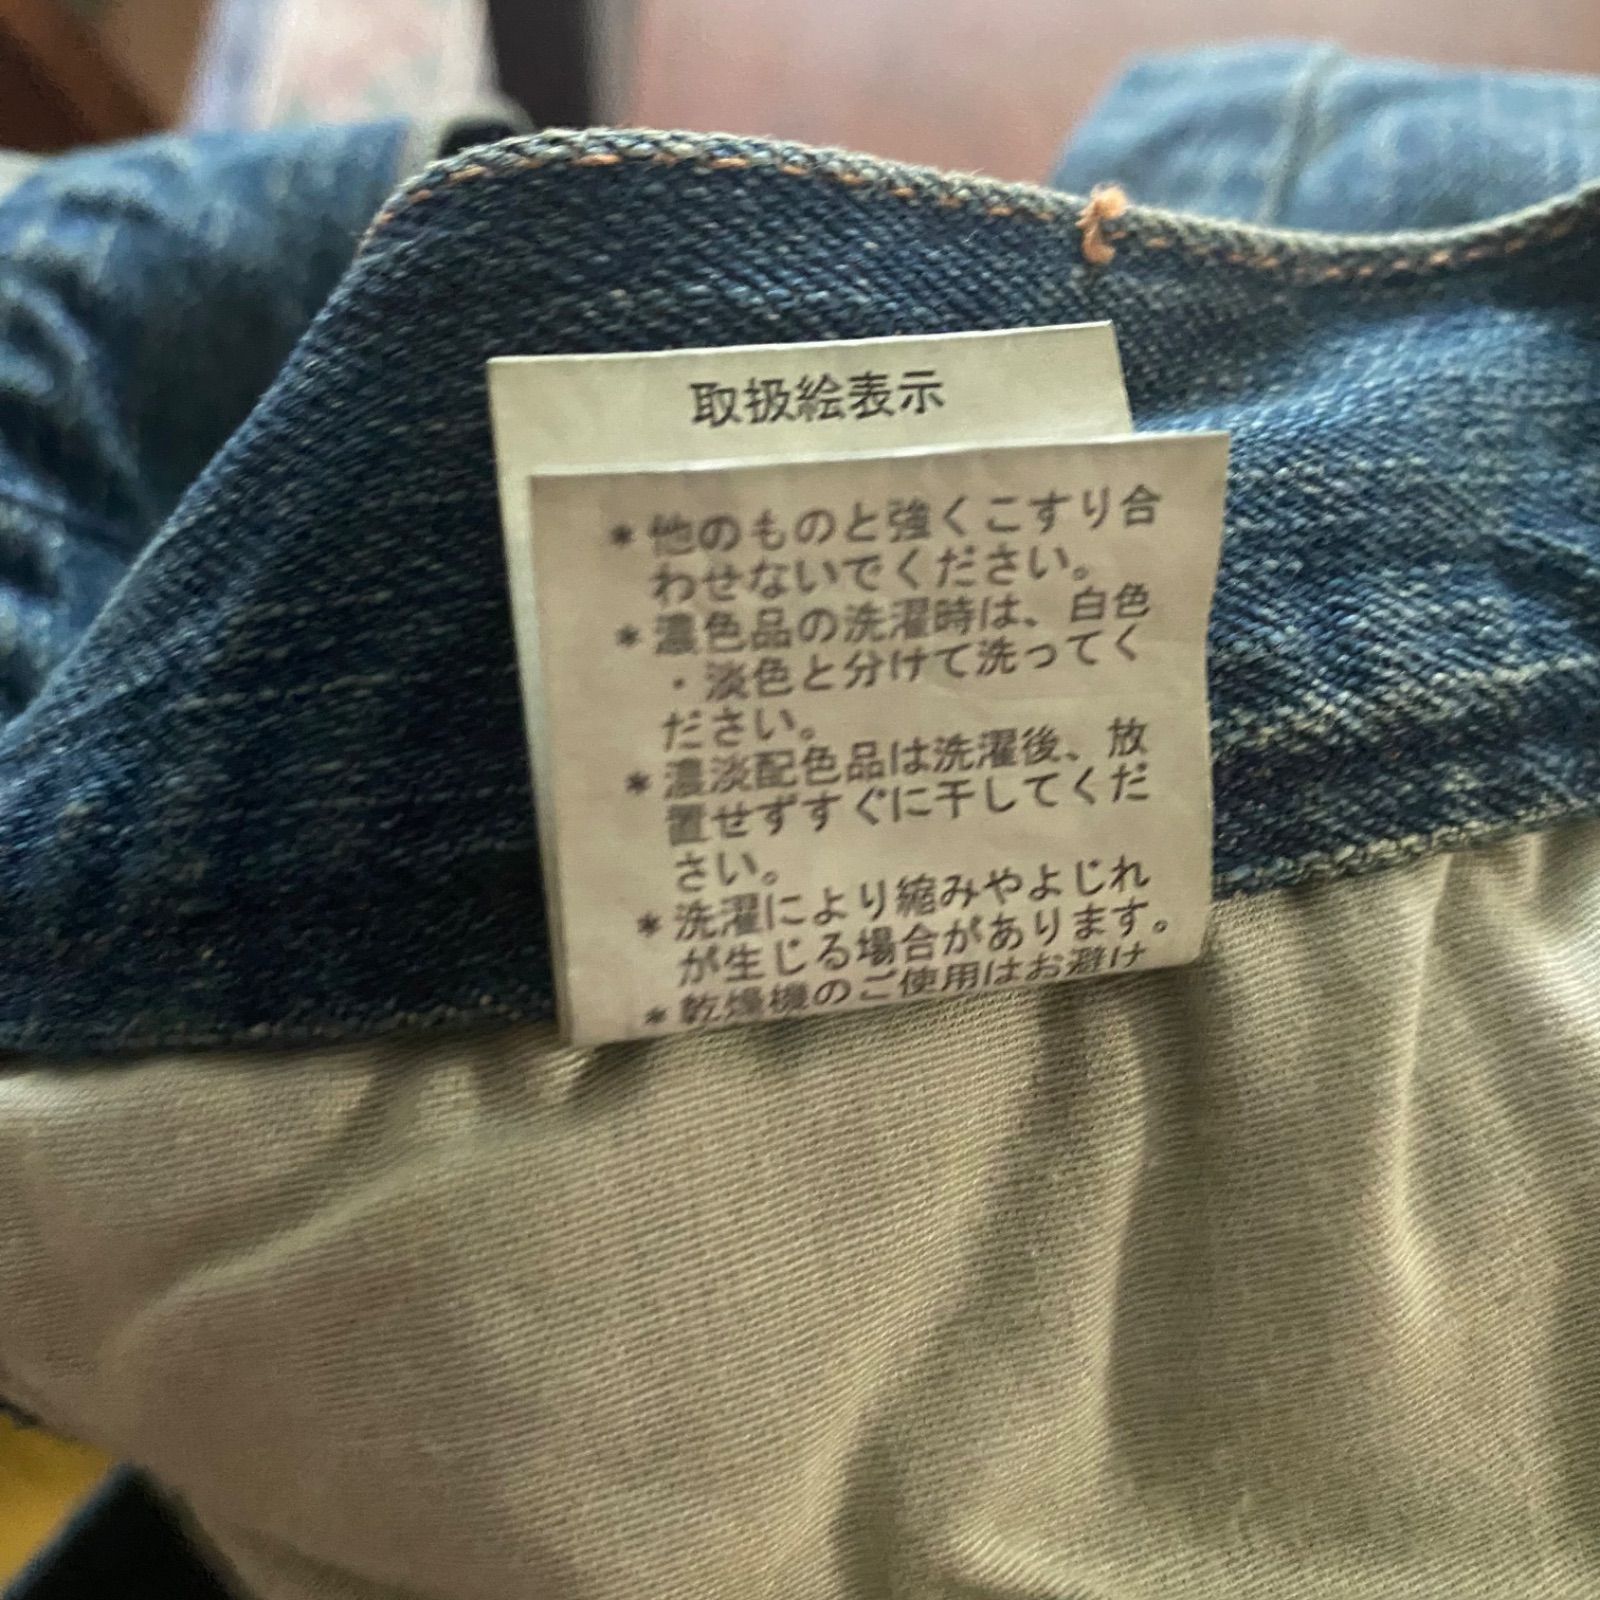 取扱絵表示
*他のものと強くこすり合
わせないでください。
*濃色品の洗濯時は、白色
・淡色と分けて洗ってく
ださい。
*濃淡配色品は洗濯後、放
置せずすぐに干してくだ
さい。
*洗濯により縮みやよじれ
が生じる場合があります。
*乾燥機のご使用はお避け